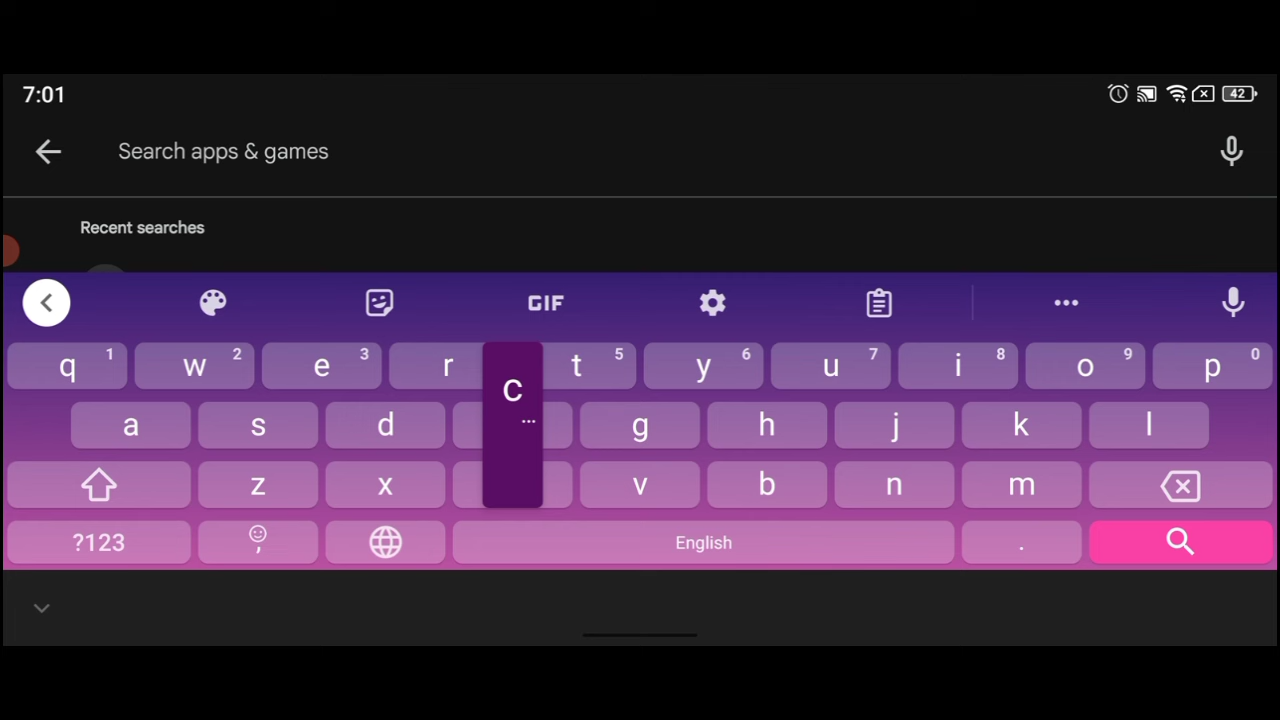 7:01
42
Search apps & games
Recent searches
GIF
q 1 w 2 e 3 r t 5 y 6 u 7 i 8 o 9 p 0
c
...
a s d g h j k l
z x v b n m
?123 , English .